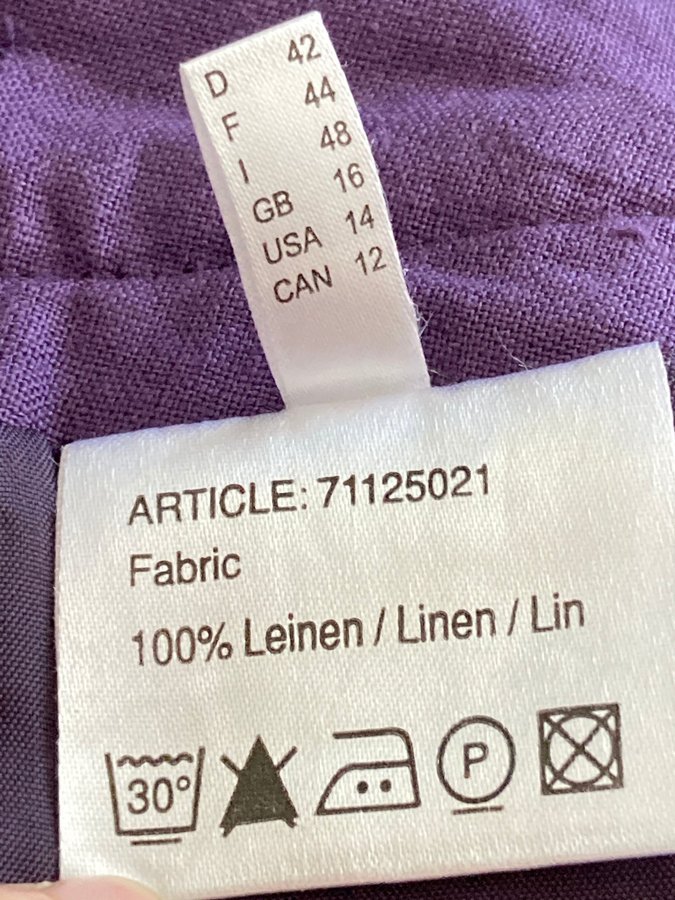 D 42
F 44
I 48
GB 16
USA 14
CAN 12
ARTICLE: 71125021
Fabric
100% Leinen / Linen / Lin
30°
P